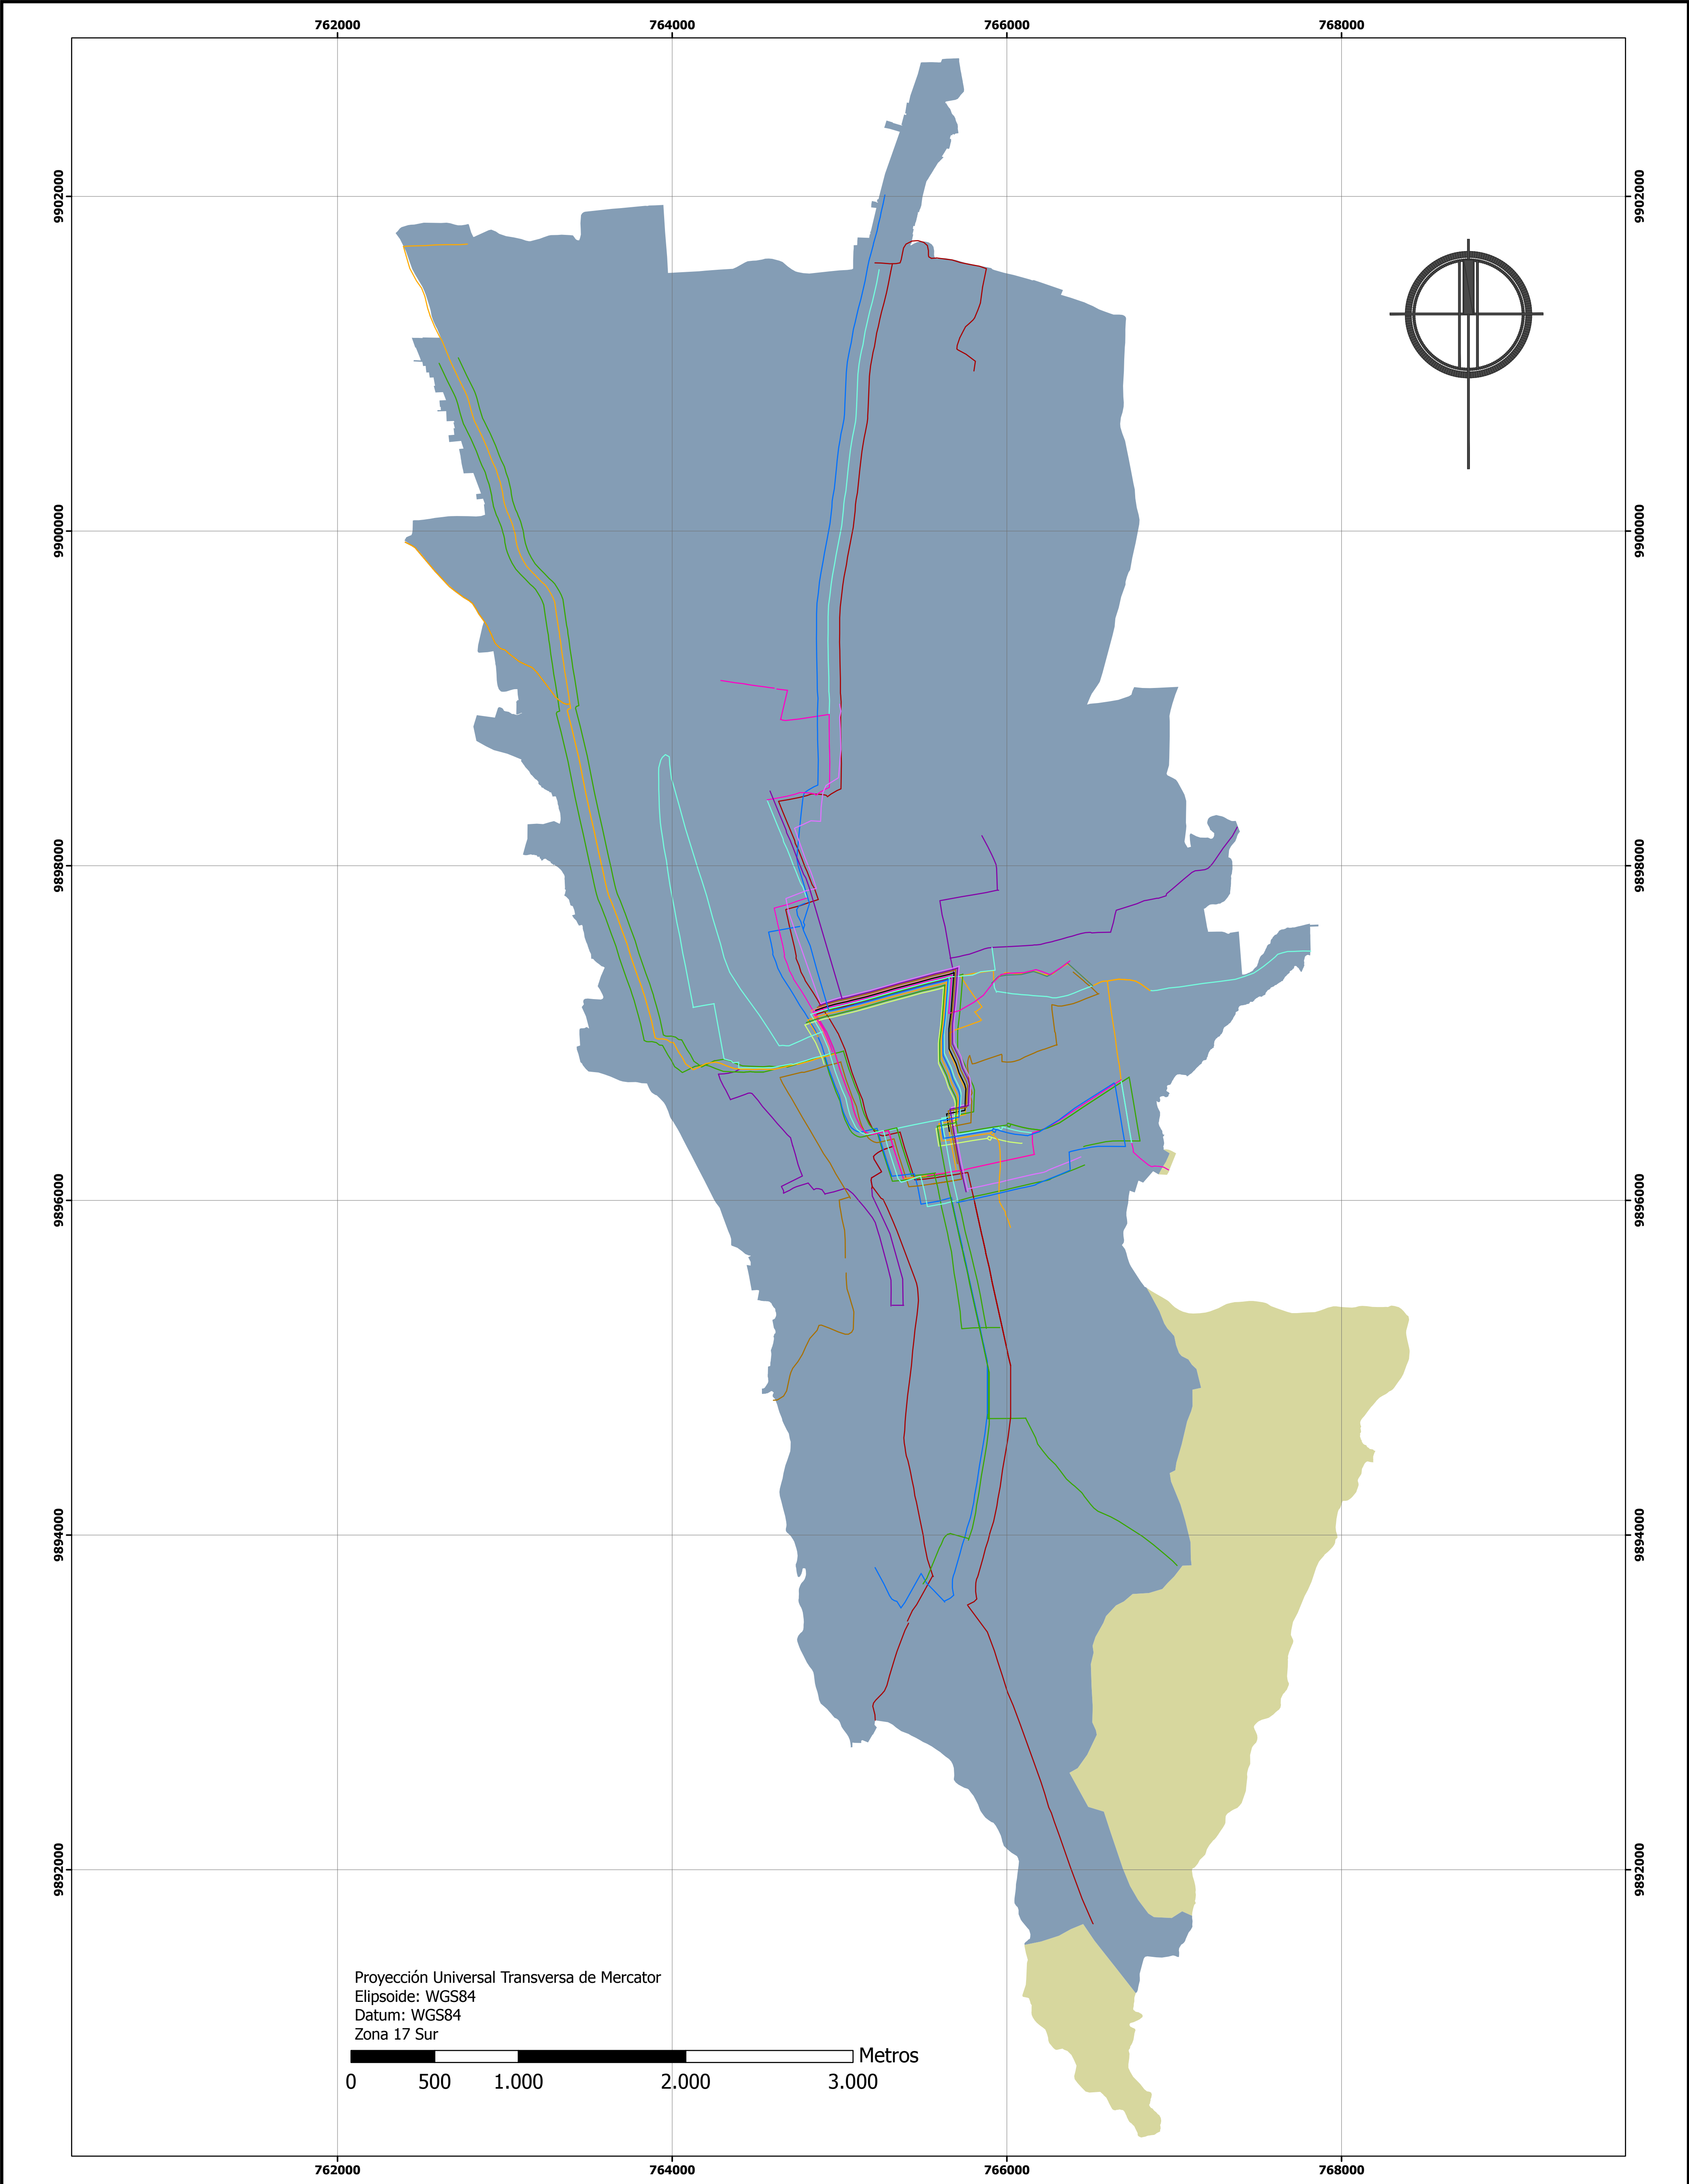 762000 764000 766000 768000
9902000 9902000
9900000 9900000
9898000 9898000
9896000 9896000
9894000 9894000
9892000 9892000
Proyección Universal Transversa de Mercator
Elipsoide: WGS84
Datum: WGS84
Zona 17 Sur
Metros
0 500 1.000 2.000 3.000
762000 764000 766000 768000